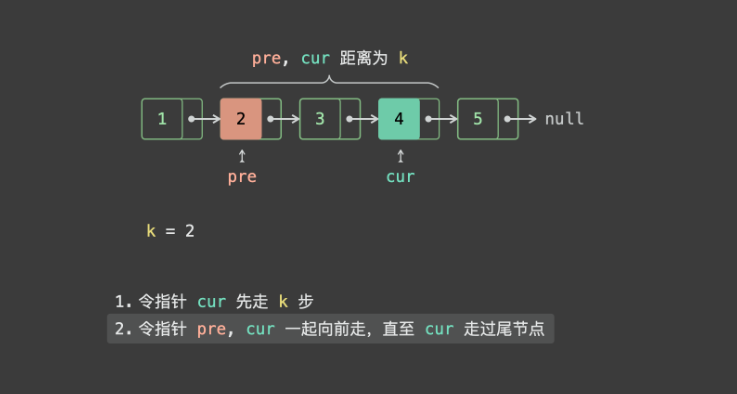 pre, cur 距离为 k
1 2 3 4 5 null
pre cur
k = 2
1. 令指针 cur 先走 k 步
2. 令指针 pre, cur 一起向前走，直至 cur 走过尾节点